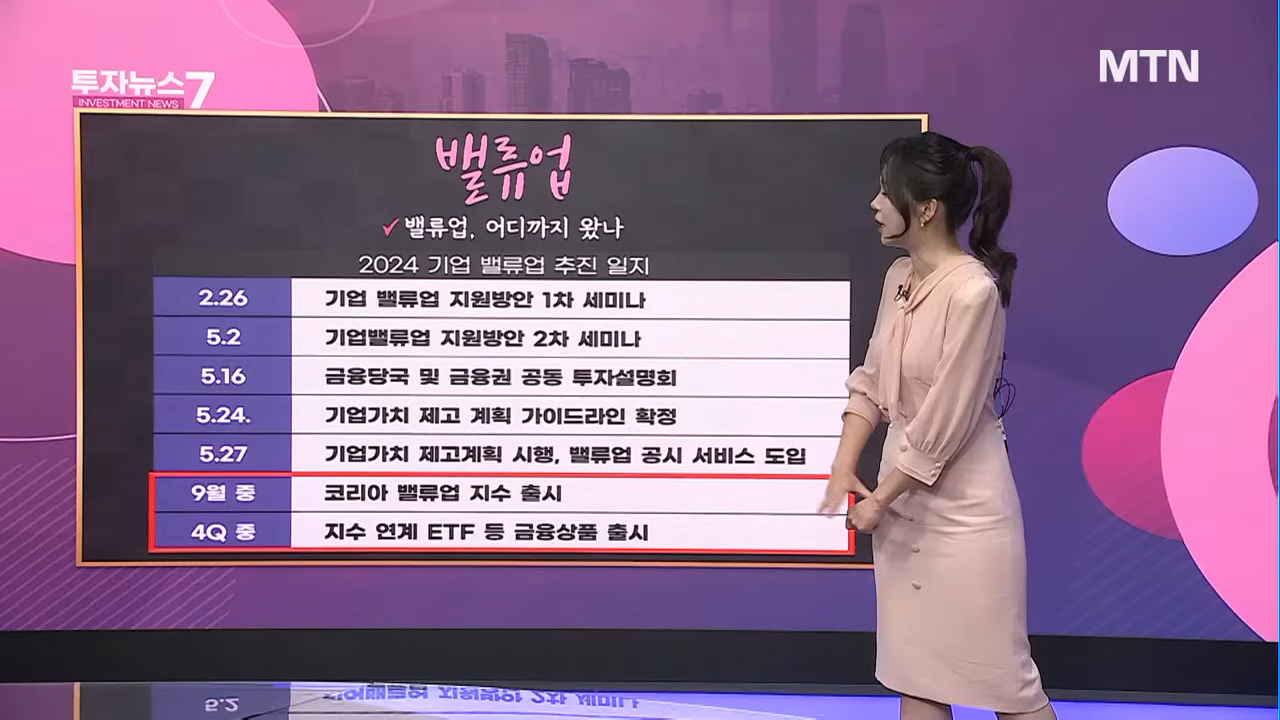 투자뉴스7
INVESTMENT NEWS
MTN
밸류업
✓밸류업, 어디까지 왔나
2024 기업 밸류업 추진 일지
2.26 기업 밸류업 지원방안 1차 세미나
5.2 기업밸류업 지원방안 2차 세미나
5.16 금융당국 및 금융권 공동 투자설명회
5.24. 기업가치 제고 계획 가이드라인 확정
5.27 기업가치 제고계획 시행, 밸류업 공시 서비스 도입
9월 중 코리아 밸류업 지수 출시
4Q 중 지수 연계 ETF 등 금융상품 출시